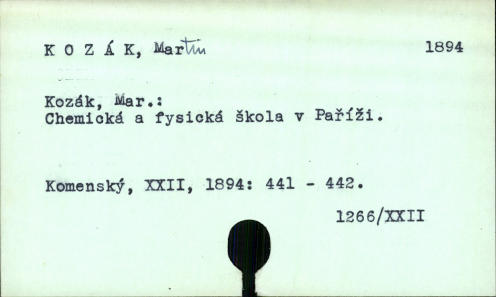 K O Z Á K, Martin 1894
Kozák, Mar.:
Chemická a fysická škola v Paříži.
Komenský, XXII, 1894: 441 - 442.
1266/XXII